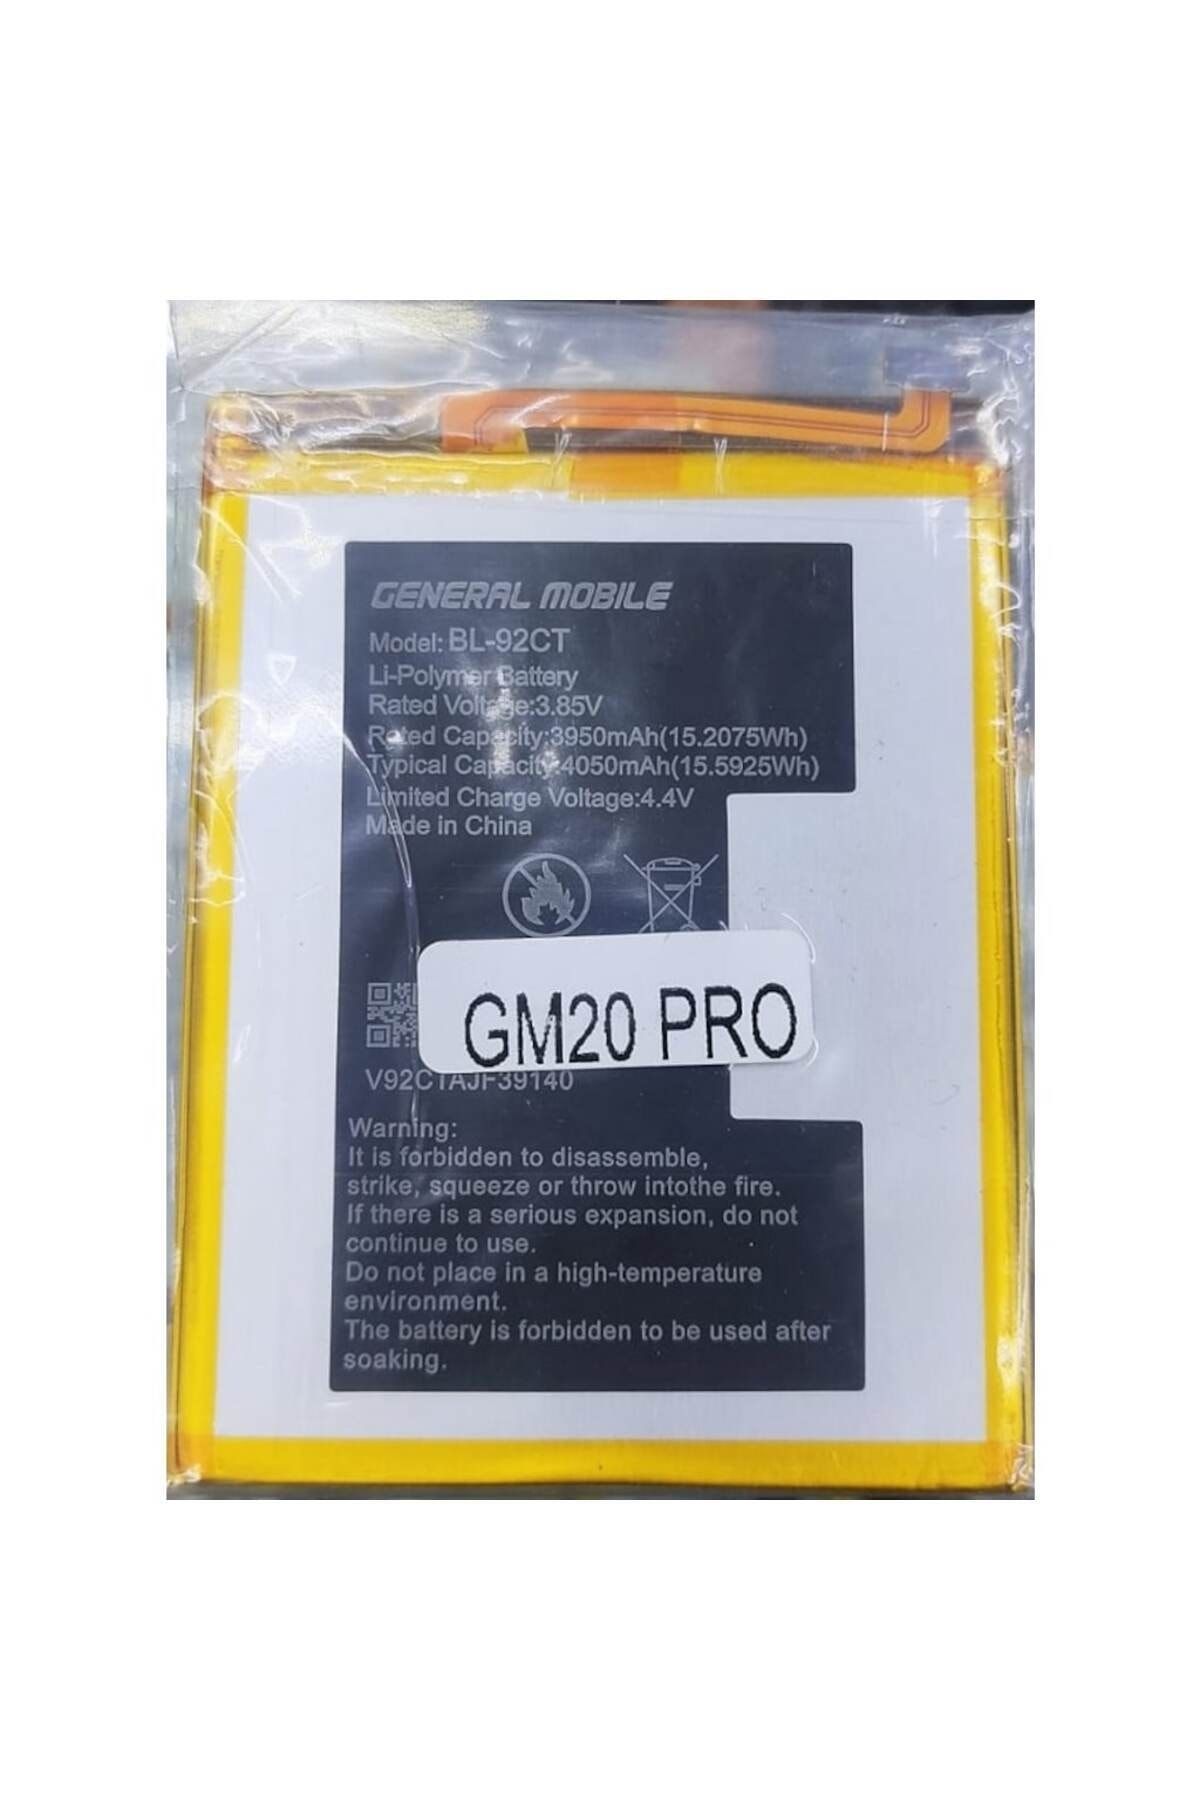 GENERAL MOBILE
Model: BL-92CT
Li-Polymer Battery
Rated Voltage:3.85V
Rated Capacity:3950mAh(15.2075Wh)
Typical Capacity:4050mAh(15.5925Wh)
Limited Charge Voltage:4.4V
Made in China
GM20 PRO
V92CTAJF39140
Warning:
It is forbidden to disassemble,
strike, squeeze or throw intothe fire.
If there is a serious expansion, do not
continue to use.
Do not place in a high-temperature
environment.
The battery is forbidden to be used after
soaking.